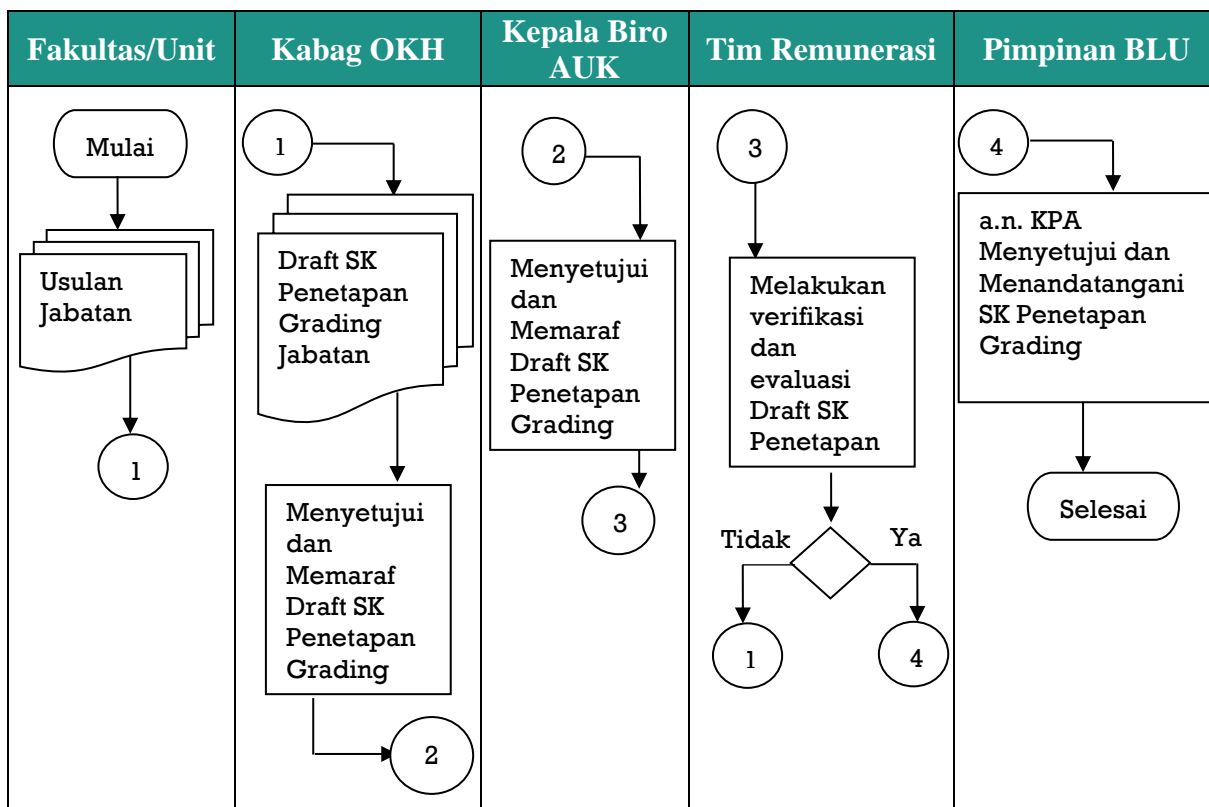 Fakultas/Unit
Kabag OKH
Kepala Biro
AUK
Tim Remunerasi
Pimpinan BLU
Mulai
Usulan
Jabatan
1
1
Draft SK
Penetapan
Grading
Jabatan
Menyetujui
dan
Memaraf
Draft SK
Penetapan
Grading
2
2
Menyetujui
dan
Memaraf
Draft SK
Penetapan
Grading
3
3
Melakukan
verifikasi
dan
evaluasi
Draft SK
Penetapan
Tidak
Ya
1
4
4
a.n. KPA
Menyetujui dan
Menandatangani
SK Penetapan
Grading
Selesai